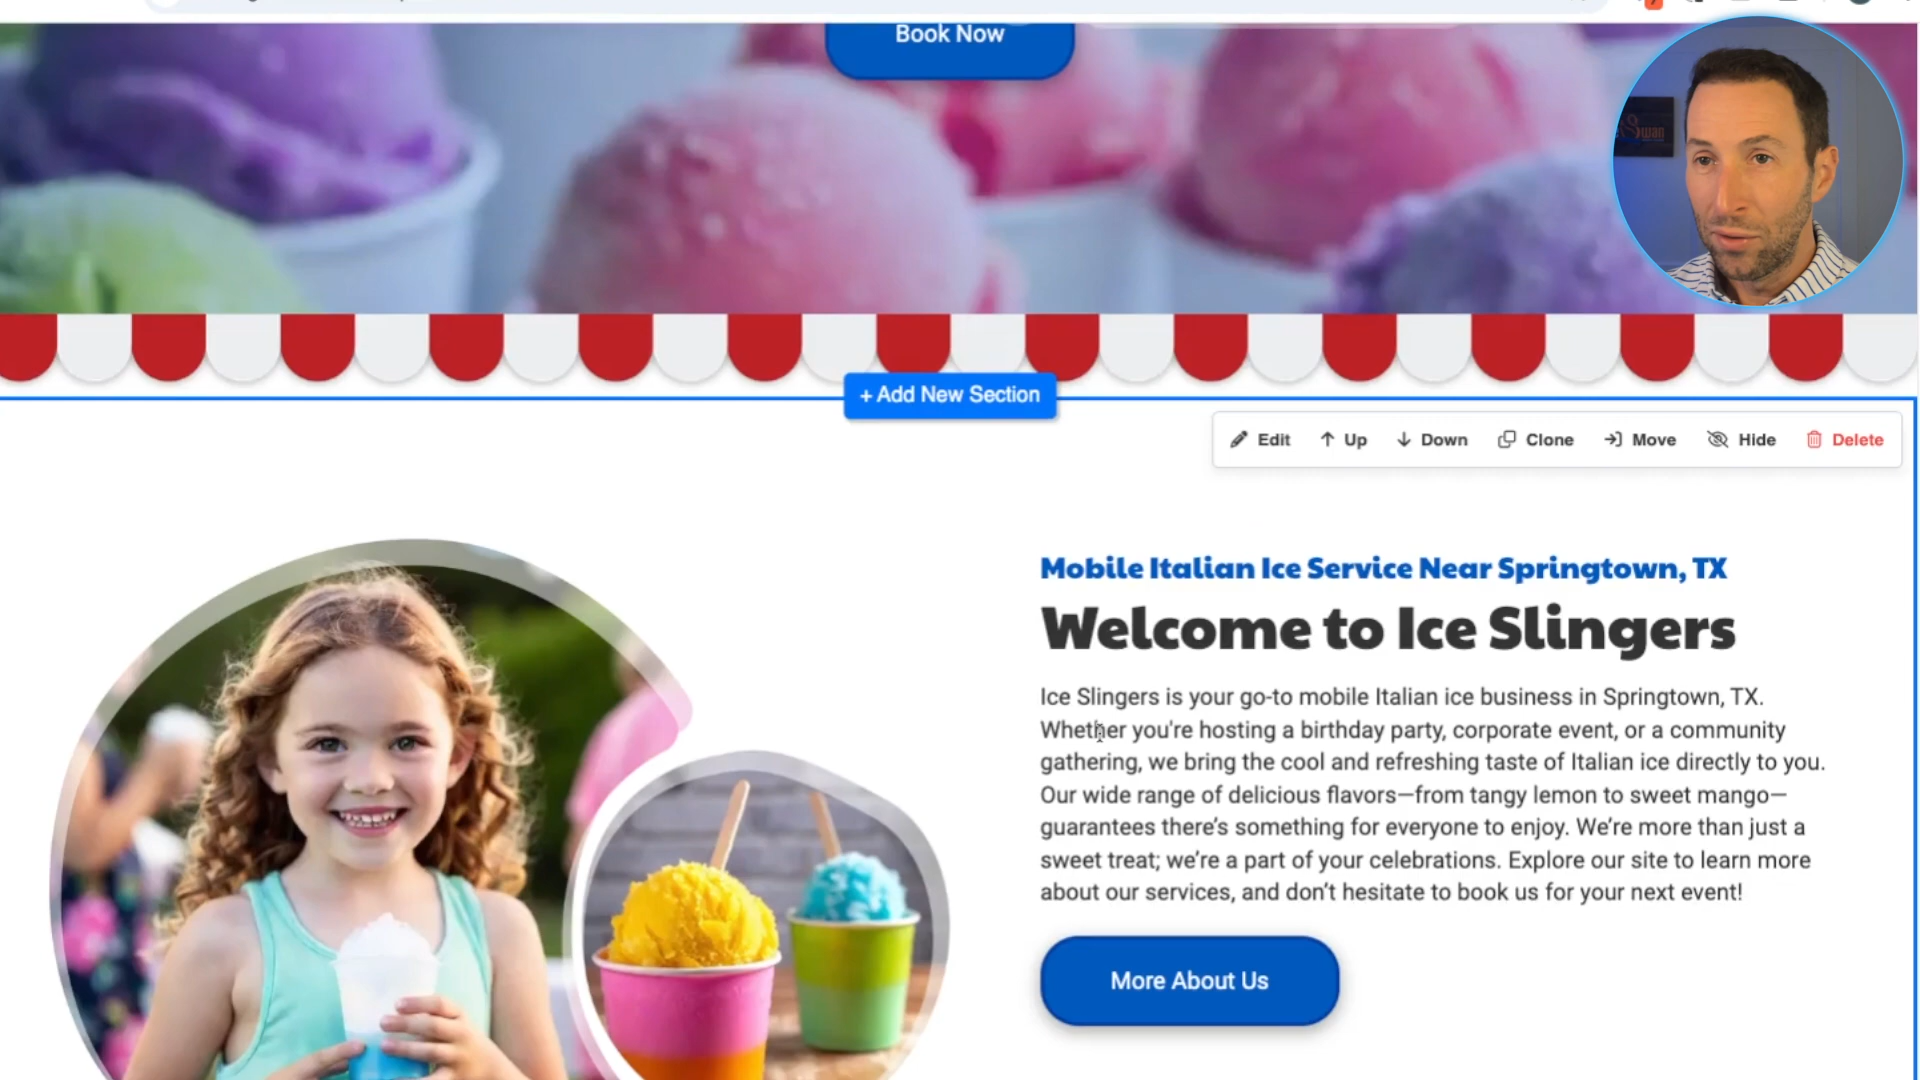 Book Now
Swan
+ Add New Section
Edit
Up
Down
Clone
Move
Hide
Delete
Mobile Italian Ice Service Near Springtown, TX
Welcome to Ice Slingers
Ice Slingers is your go-to mobile Italian ice business in Springtown, TX.
Whether you're hosting a birthday party, corporate event, or a community
gathering, we bring the cool and refreshing taste of Italian ice directly to you.
Our wide range of delicious flavors—from tangy lemon to sweet mango—
guarantees there's something for everyone to enjoy. We're more than just a
sweet treat; we're a part of your celebrations. Explore our site to learn more
about our services, and don't hesitate to book us for your next event!
More About Us